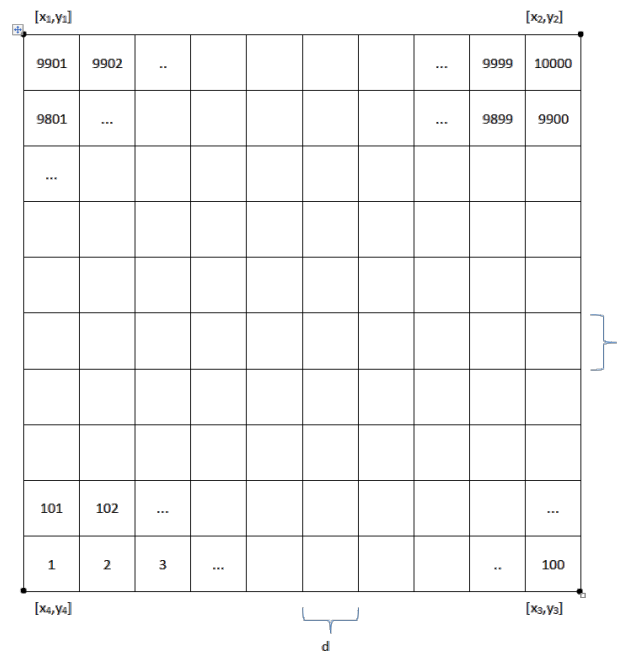 [x₁,y₁] [x₂,y₂]
9901 9902 .. ... 9999 10000
9801 ... ... 9899 9900
...
101 102 ... ...
1 2 3 ... .. 100
[x₄,y₄] [x₃,y₃]
d